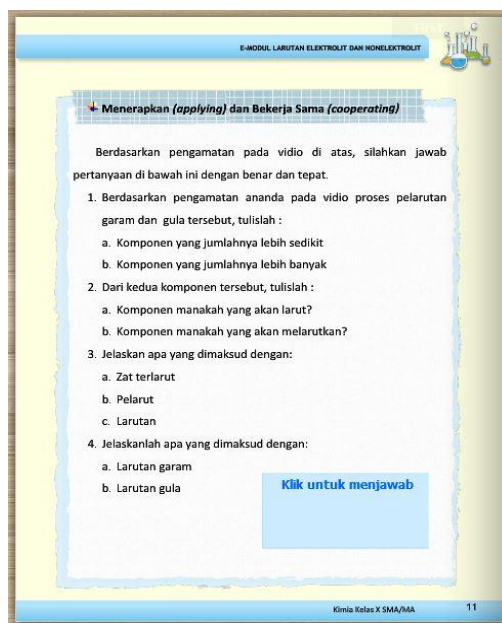 E-MODUL LARUTAN ELEKTROLIT DAN NONELEKTROLIT
Menerapkan (applying) dan Bekerja Sama (cooperating)
Berdasarkan pengamatan pada vidio di atas, silahkan jawab
pertanyaan di bawah ini dengan benar dan tepat.
1. Berdasarkan pengamatan ananda pada vidio proses pelarutan
garam dan gula tersebut, tulislah :
a. Komponen yang jumlahnya lebih sedikit
b. Komponen yang jumlahnya lebih banyak
2. Dari kedua komponen tersebut, tulislah :
a. Komponen manakah yang akan larut?
b. Komponen manakah yang akan melarutkan?
3. Jelaskan apa yang dimaksud dengan:
a. Zat terlarut
b. Pelarut
c. Larutan
4. Jelaskanlah apa yang dimaksud dengan:
a. Larutan garam
b. Larutan gula
Klik untuk menjawab
Kimia Kelas X SMA/MA
11